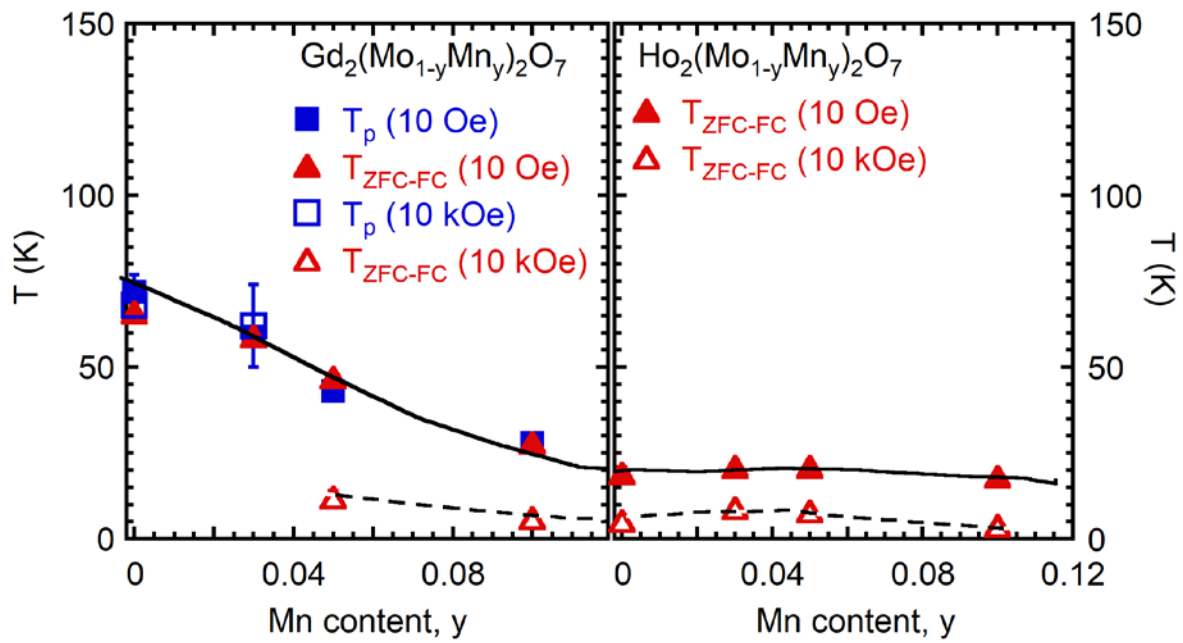 150
100
50
0
T (K)
Gd₂(Mo₁₋yMny)₂O₇
Tp (10 Oe)
TZFC-FC (10 Oe)
Tp (10 kOe)
TZFC-FC (10 kOe)
0 0.04 0.08
Mn content, y
Ho₂(Mo₁₋yMny)₂O₇
TZFC-FC (10 Oe)
TZFC-FC (10 kOe)
0 0.04 0.08 0.12
Mn content, y
150
100
50
0
T (K)